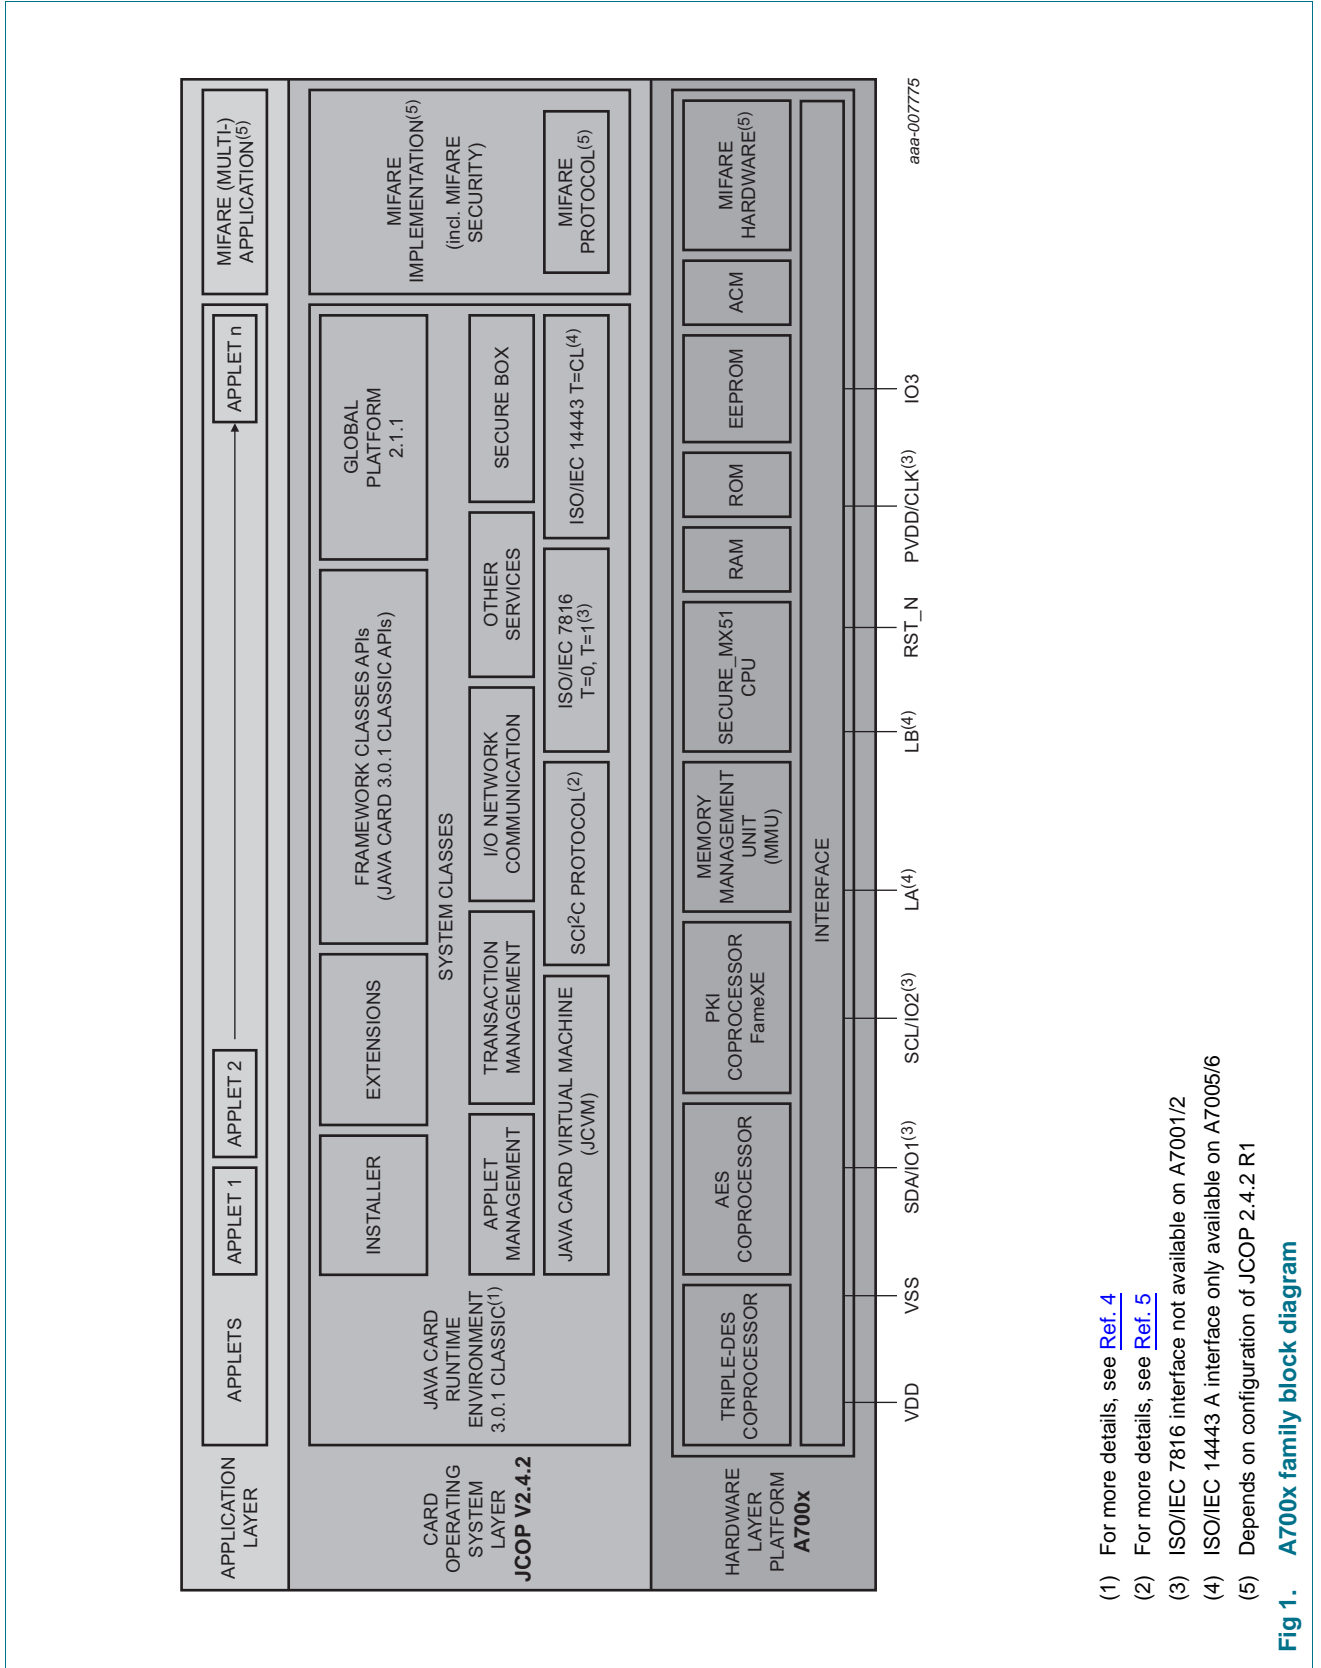 APPLICATION
LAYER
APPLETS
APPLET 1
APPLET 2
APPLET n
MIFARE (MULTI-)
APPLICATION(5)
CARD
OPERATING
SYSTEM
LAYER
JCOP V2.4.2
JAVA CARD
RUNTIME
ENVIRONMENT
3.0.1 CLASSIC(1)
INSTALLER
EXTENSIONS
FRAMEWORK CLASSES APIs
(JAVA CARD 3.0.1 CLASSIC APIs)
GLOBAL
PLATFORM
2.1.1
SYSTEM CLASSES
APPLET
MANAGEMENT
TRANSACTION
MANAGEMENT
I/O NETWORK
COMMUNICATION
OTHER
SERVICES
SECURE BOX
JAVA CARD VIRTUAL MACHINE
(JCVM)
SCI2C PROTOCOL(2)
ISO/IEC 7816
T=0, T=1(3)
ISO/IEC 14443 T=CL(4)
MIFARE
IMPLEMENTATION(5)
(incl. MIFARE
SECURITY)
MIFARE
PROTOCOL(5)
HARDWARE
LAYER
PLATFORM
A700x
TRIPLE-DES
COPROCESSOR
AES
COPROCESSOR
PKI
COPROCESSOR
FameXE
MEMORY
MANAGEMENT
UNIT
(MMU)
SECURE_MX51
CPU
RAM
ROM
EEPROM
ACM
MIFARE
HARDWARE(5)
INTERFACE
VDD
VSS
SDA/IO1(3)
SCL/IO2(3)
LA(4)
LB(4)
RST_N
PVDD/CLK(3)
IO3
aaa-007775
(1) For more details, see Ref. 4
(2) For more details, see Ref. 5
(3) ISO/IEC 7816 interface not available on A7001/2
(4) ISO/IEC 14443 A interface only available on A7005/6
(5) Depends on configuration of JCOP 2.4.2 R1
Fig 1. A700x family block diagram